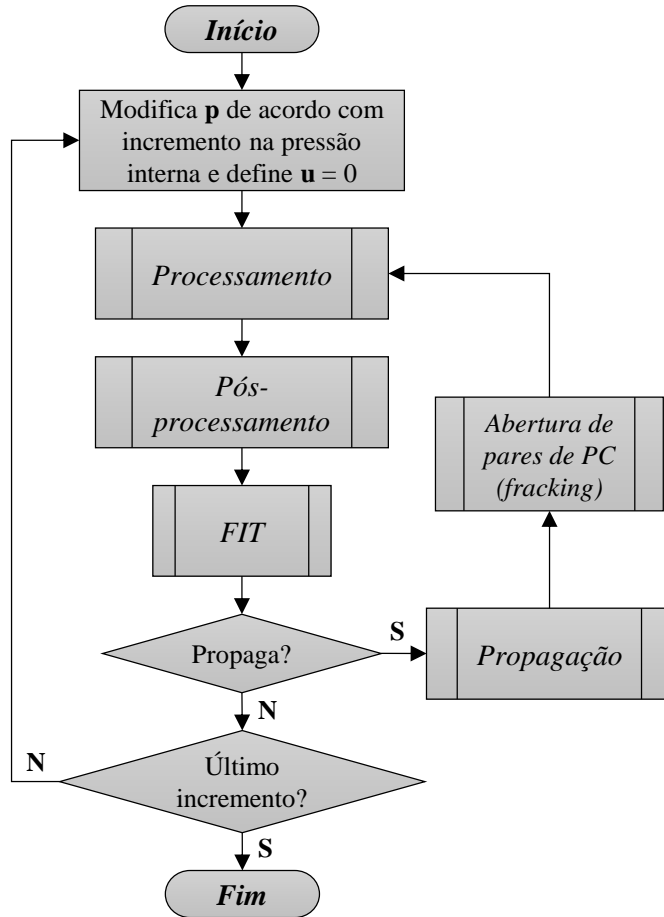 Início
Modifica p de acordo com
incremento na pressão
interna e define u = 0
Processamento
Pós-
processamento
FIT
Propaga?
S
Propagação
Abertura de
pares de PC
(fracking)
N
Último
incremento?
N
S
Fim